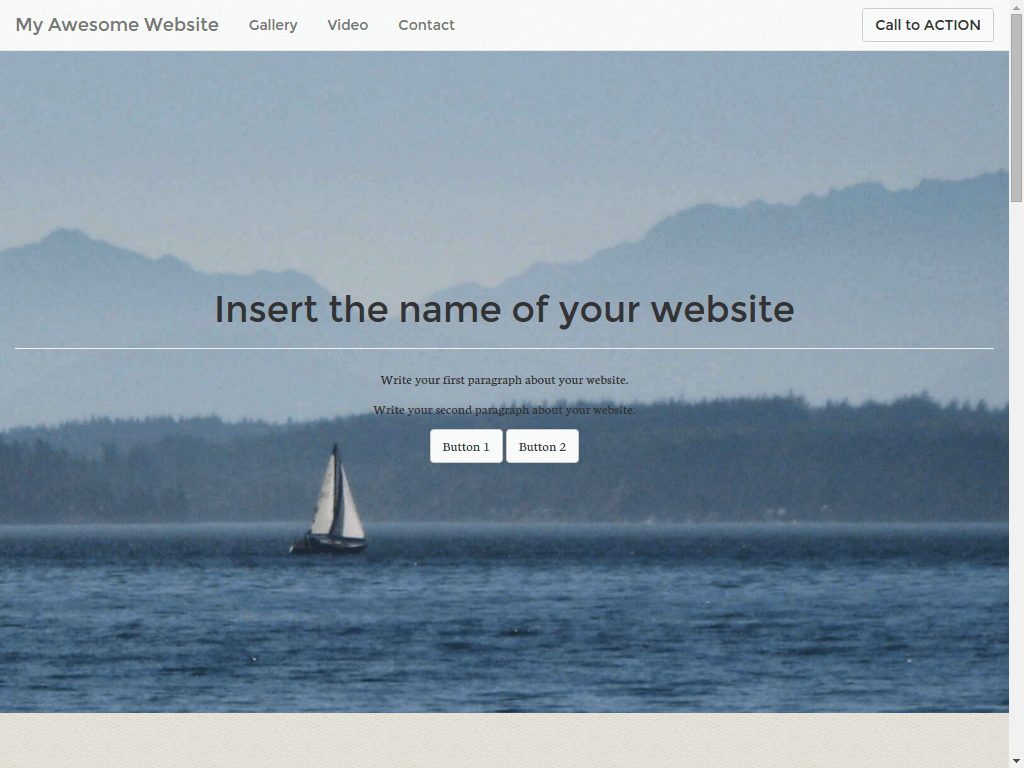 My Awesome Website Gallery Video Contact Call to ACTION
Insert the name of your website
Write your first paragraph about your website.
Write your second paragraph about your website.
Button 1 Button 2